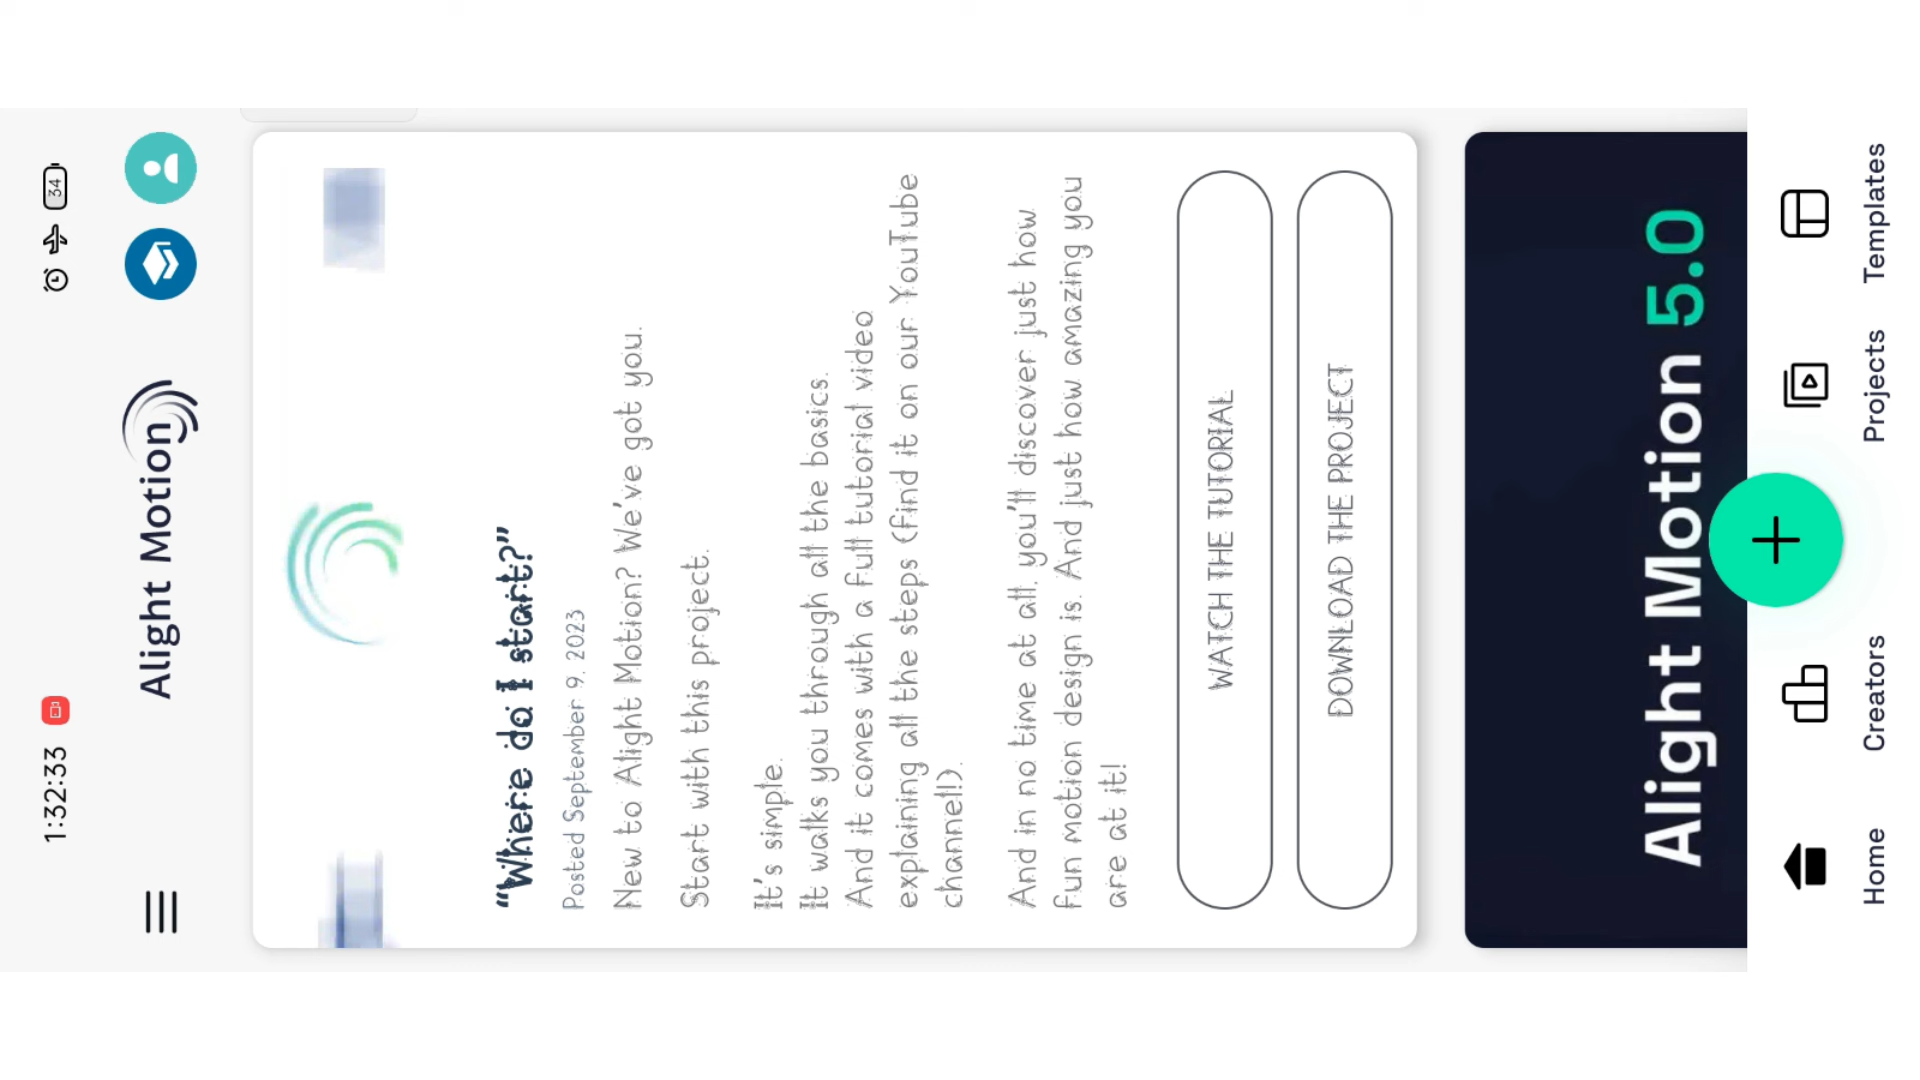 1:32:33
34
Alight Motion
“Where do I start?”
Posted September 9, 2023
New to Alight Motion? We've got you.
Start with this project.
It's simple.
It walks you through all the basics.
And it comes with a full tutorial video
explaining all the steps (find it on our YouTube
channel!).
And in no time at all, you'll discover just how
fun motion design is. And just how amazing you
are at it!
WATCH THE TUTORIAL
DOWNLOAD THE PROJECT
Alight Motion 5.0
Home
Creators
Projects
Templates